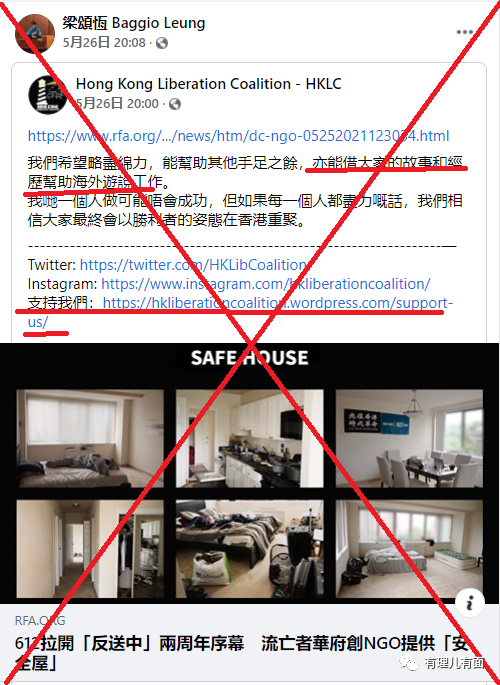 梁頌恆 Baggio Leung
5月26日 20:08
Hong Kong Liberation Coalition - HKLC
5月26日 20:00
https://www.rfa.org/.../news/htm/dc-ngo-05252021123034.html
我們希望略盡綿力，能幫助其他手足之餘，亦能借大家的故事和經
歷幫助海外遊說工作。
我哋一個人做可能唔會成功，但如果每一個人都盡力嘅話，我們相
信大家最終會以勝利者的姿態在香港重聚。
Twitter: https://twitter.com/HKLibCoalition
Instagram: https://www.instagram.com/hkliberationcoalition/
支持我們：https://hkliberationcoalition.wordpress.com/support-
us/
SAFE HOUSE
光復香港
時代革命
RFA.ORG
612拉開「反送中」兩周年序幕 流亡者華府創NGO提供「安
全屋」
有理儿有面